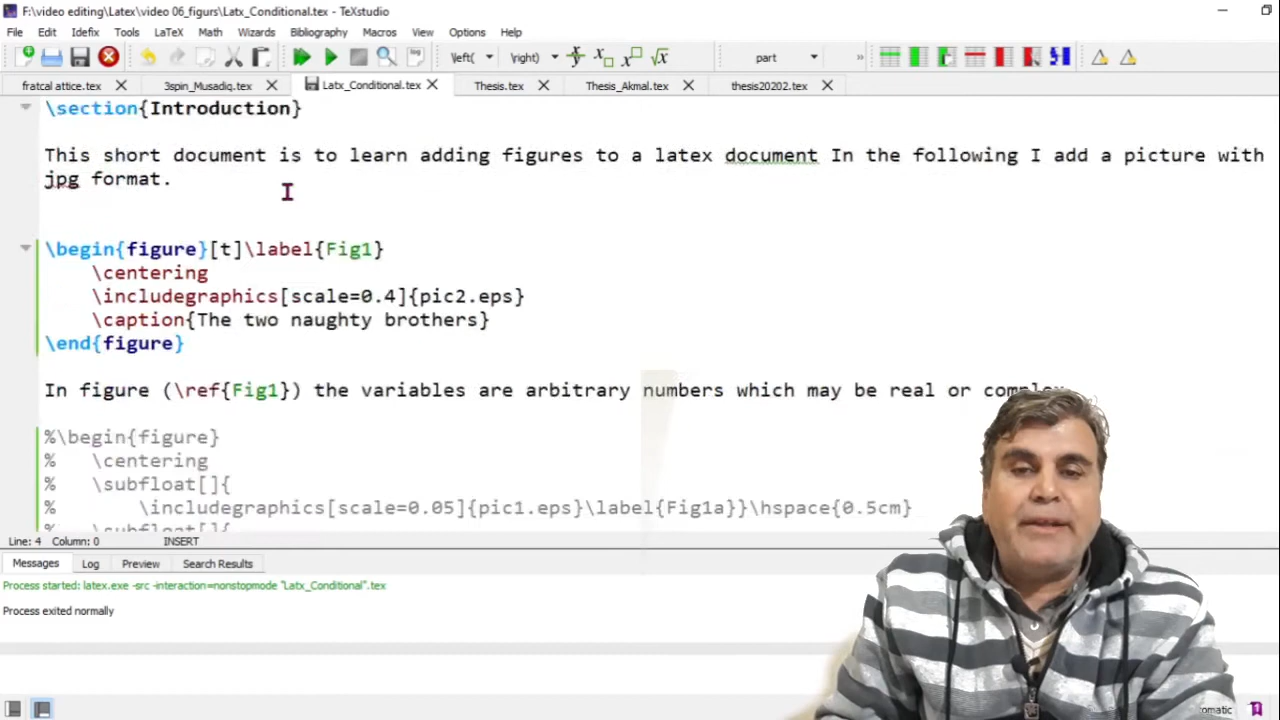 F:\video editing\Latex\video 06_figurs\Latx_Conditional.tex - TeXstudio
File Edit Idefix Tools LaTeX Math Wizards Bibliography Macros View Options Help
\left( \right) part »
fratcal attice.tex 3spin_Musadiq.tex Latx_Conditional.tex Thesis.tex Thesis_Akmal.tex thesis20202.tex
\section{Introduction}
This short document is to learn adding figures to a latex document In the following I add a picture with
jpg format.
\begin{figure}[t]\label{Fig1}
\centering
\includegraphics[scale=0.4]{pic2.eps}
\caption{The two naughty brothers}
\end{figure}
In figure (\ref{Fig1}) the variables are arbitrary numbers which may be real or complex
%\begin{figure}
% \centering
% \subfloat[]{
% \includegraphics[scale=0.05]{pic1.eps}\label{Fig1a}}\hspace{0.5cm}
% \subfloat[]{
Line: 4 Column: 0 INSERT
Messages Log Preview Search Results
Process started: latex.exe -src -interaction=nonstopmode "Latx_Conditional".tex
Process exited normally